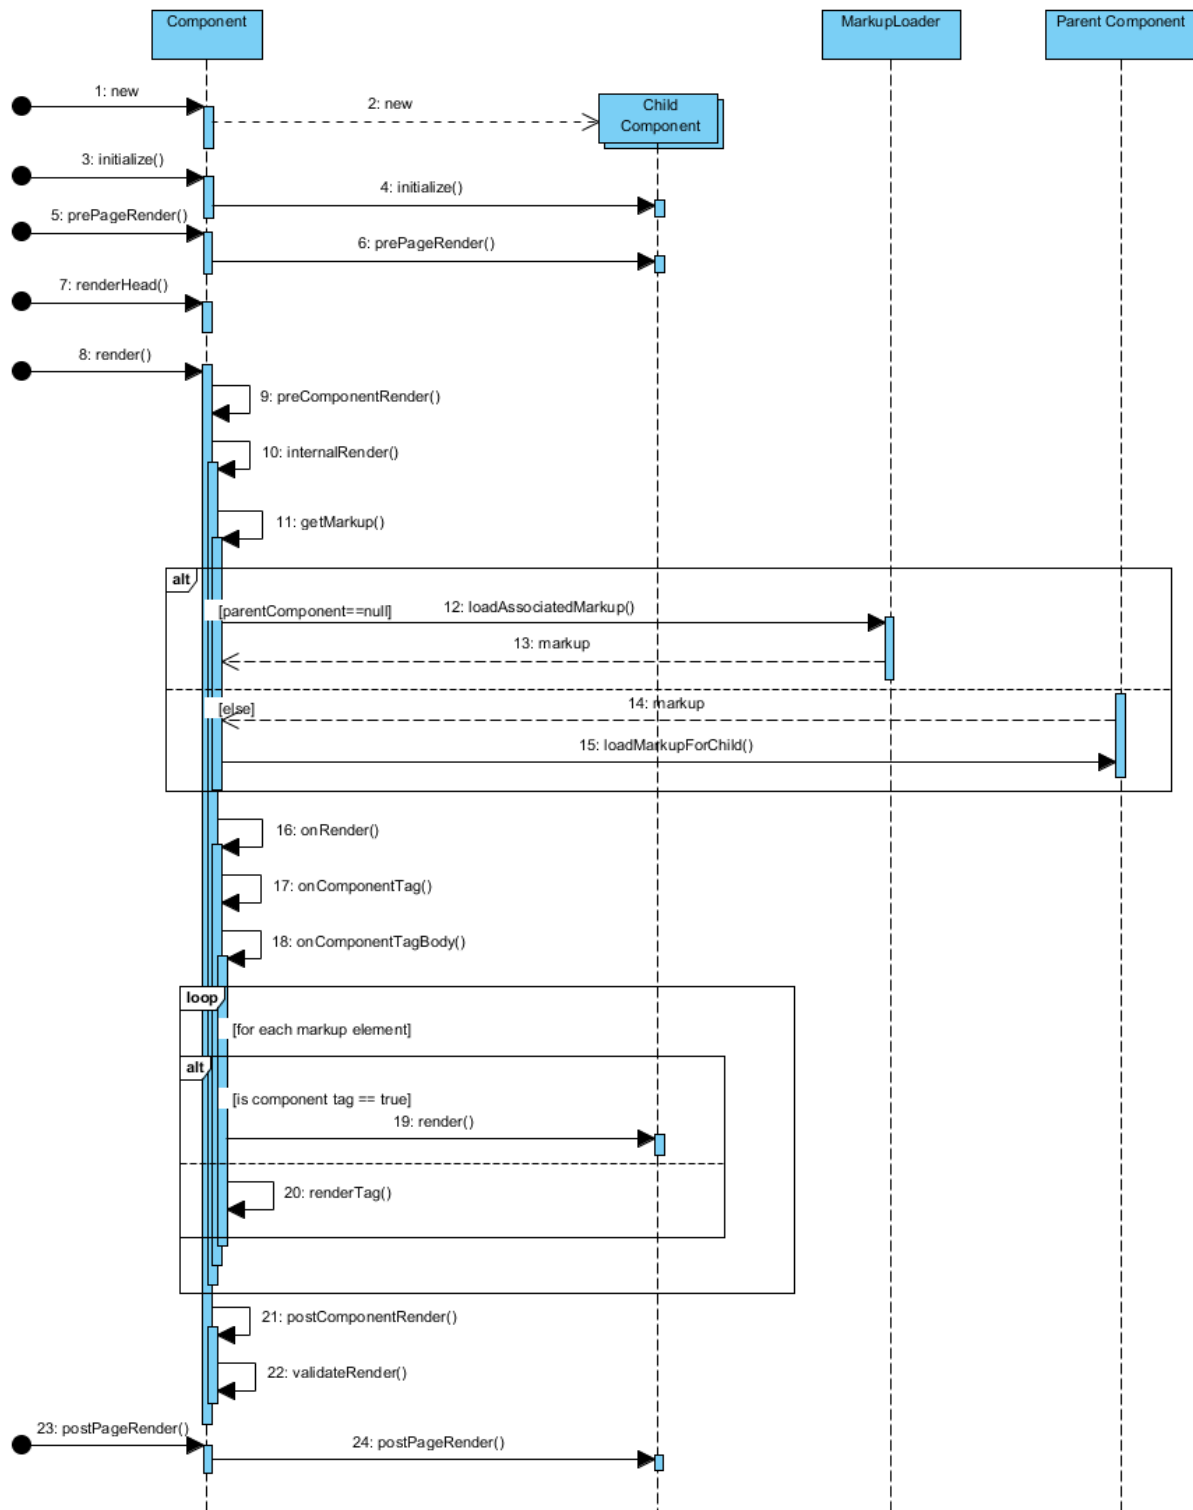 Component
MarkupLoader
Parent Component
1: new
2: new
Child
Component
3: initialize()
4: initialize()
5: prePageRender()
6: prePageRender()
7: renderHead()
8: render()
9: preComponentRender()
10: internalRender()
11: getMarkup()
alt
[parentComponent==null]
12: loadAssociatedMarkup()
13: markup
[else]
14: markup
15: loadMarkupForChild()
16: onRender()
17: onComponentTag()
18: onComponentTagBody()
loop
[for each markup element]
alt
[is component tag == true]
19: render()
20: renderTag()
21: postComponentRender()
22: validateRender()
23: postPageRender()
24: postPageRender()